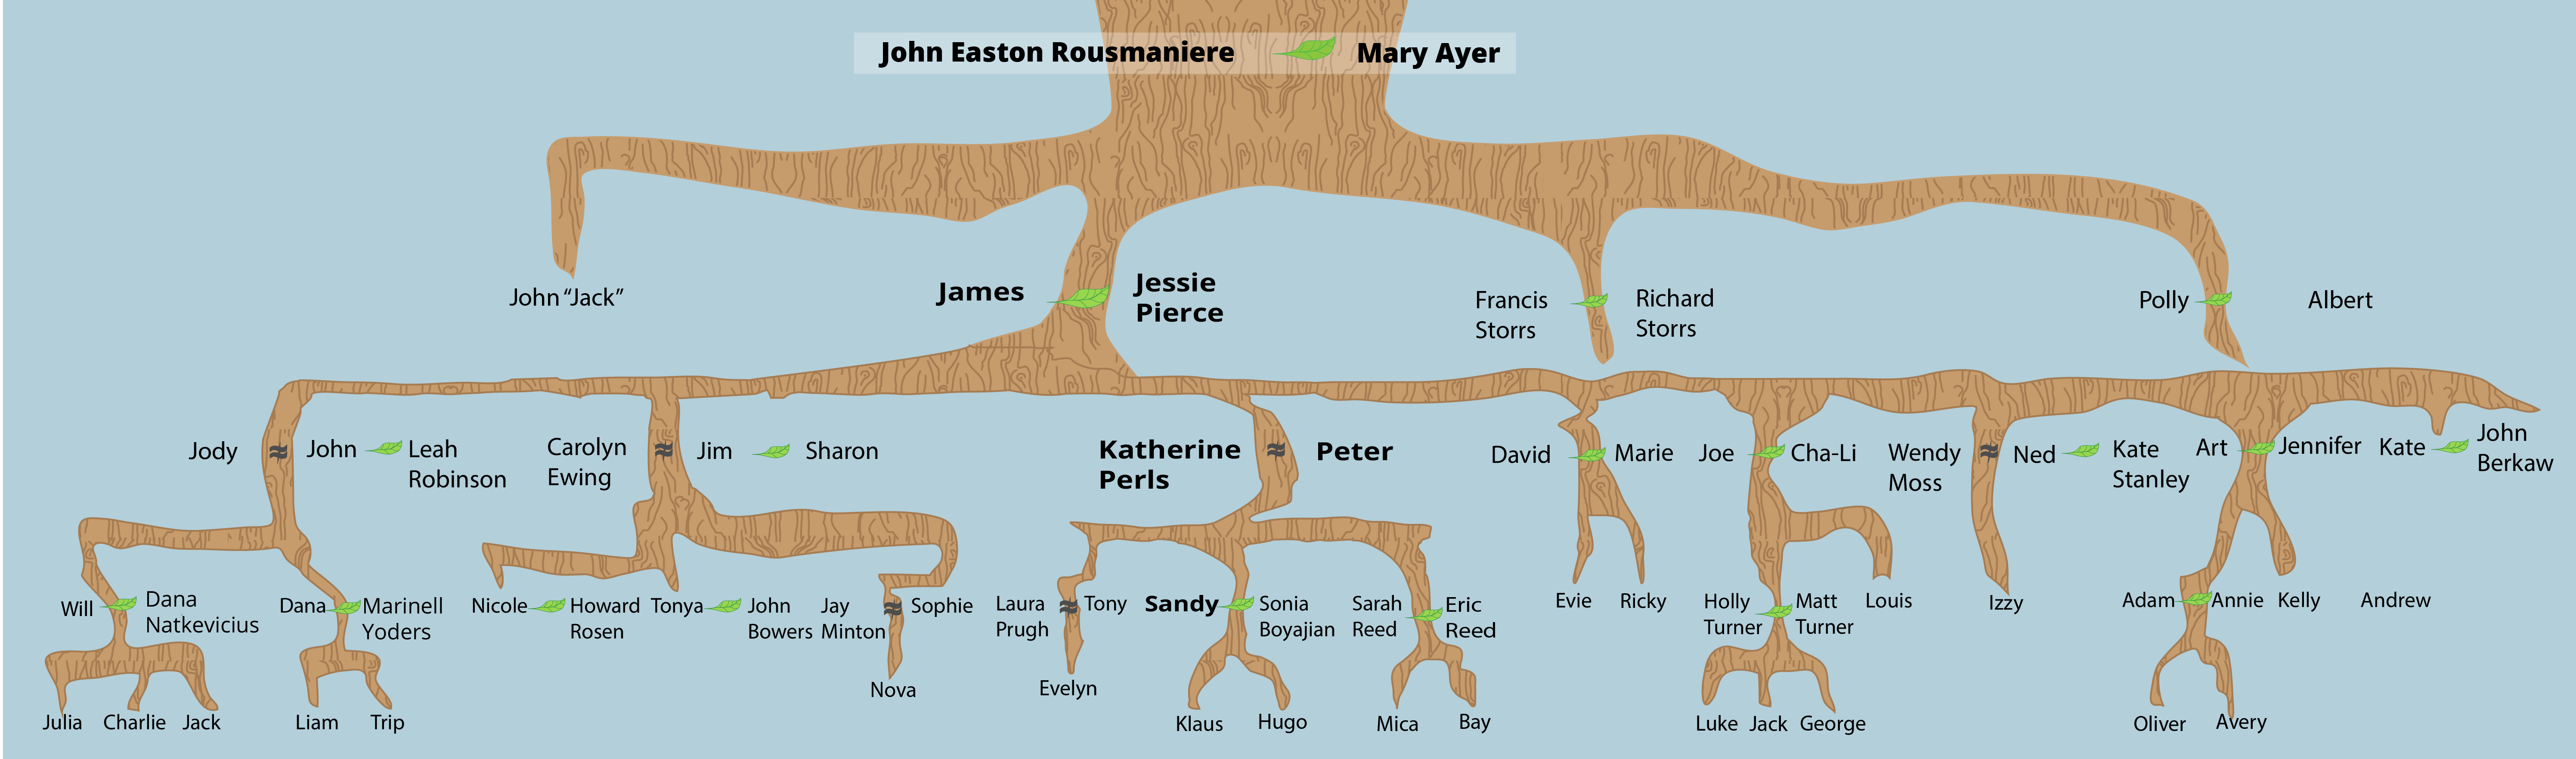 John Easton Rousmaniere Mary Ayer
John “Jack”
James
Jessie
Pierce
Francis
Storrs
Richard
Storrs
Polly
Albert
Jody
John
Leah
Robinson
Carolyn
Ewing
Jim
Sharon
Katherine
Perls
Peter
David
Marie
Joe
Cha-Li
Wendy
Moss
Ned
Kate
Stanley
Art
Jennifer
Kate
John
Berkaw
Will
Dana
Natkevicius
Dana
Marinell
Yoders
Nicole
Howard
Rosen
Tonya
John
Bowers
Jay
Minton
Sophie
Laura
Prugh
Tony
Sandy
Sonia
Boyajian
Sarah
Reed
Eric
Reed
Evie
Ricky
Holly
Turner
Matt
Turner
Louis
Izzy
Adam
Annie
Kelly
Andrew
Julia
Charlie
Jack
Liam
Trip
Nova
Evelyn
Klaus
Hugo
Mica
Bay
Luke
Jack
George
Oliver
Avery